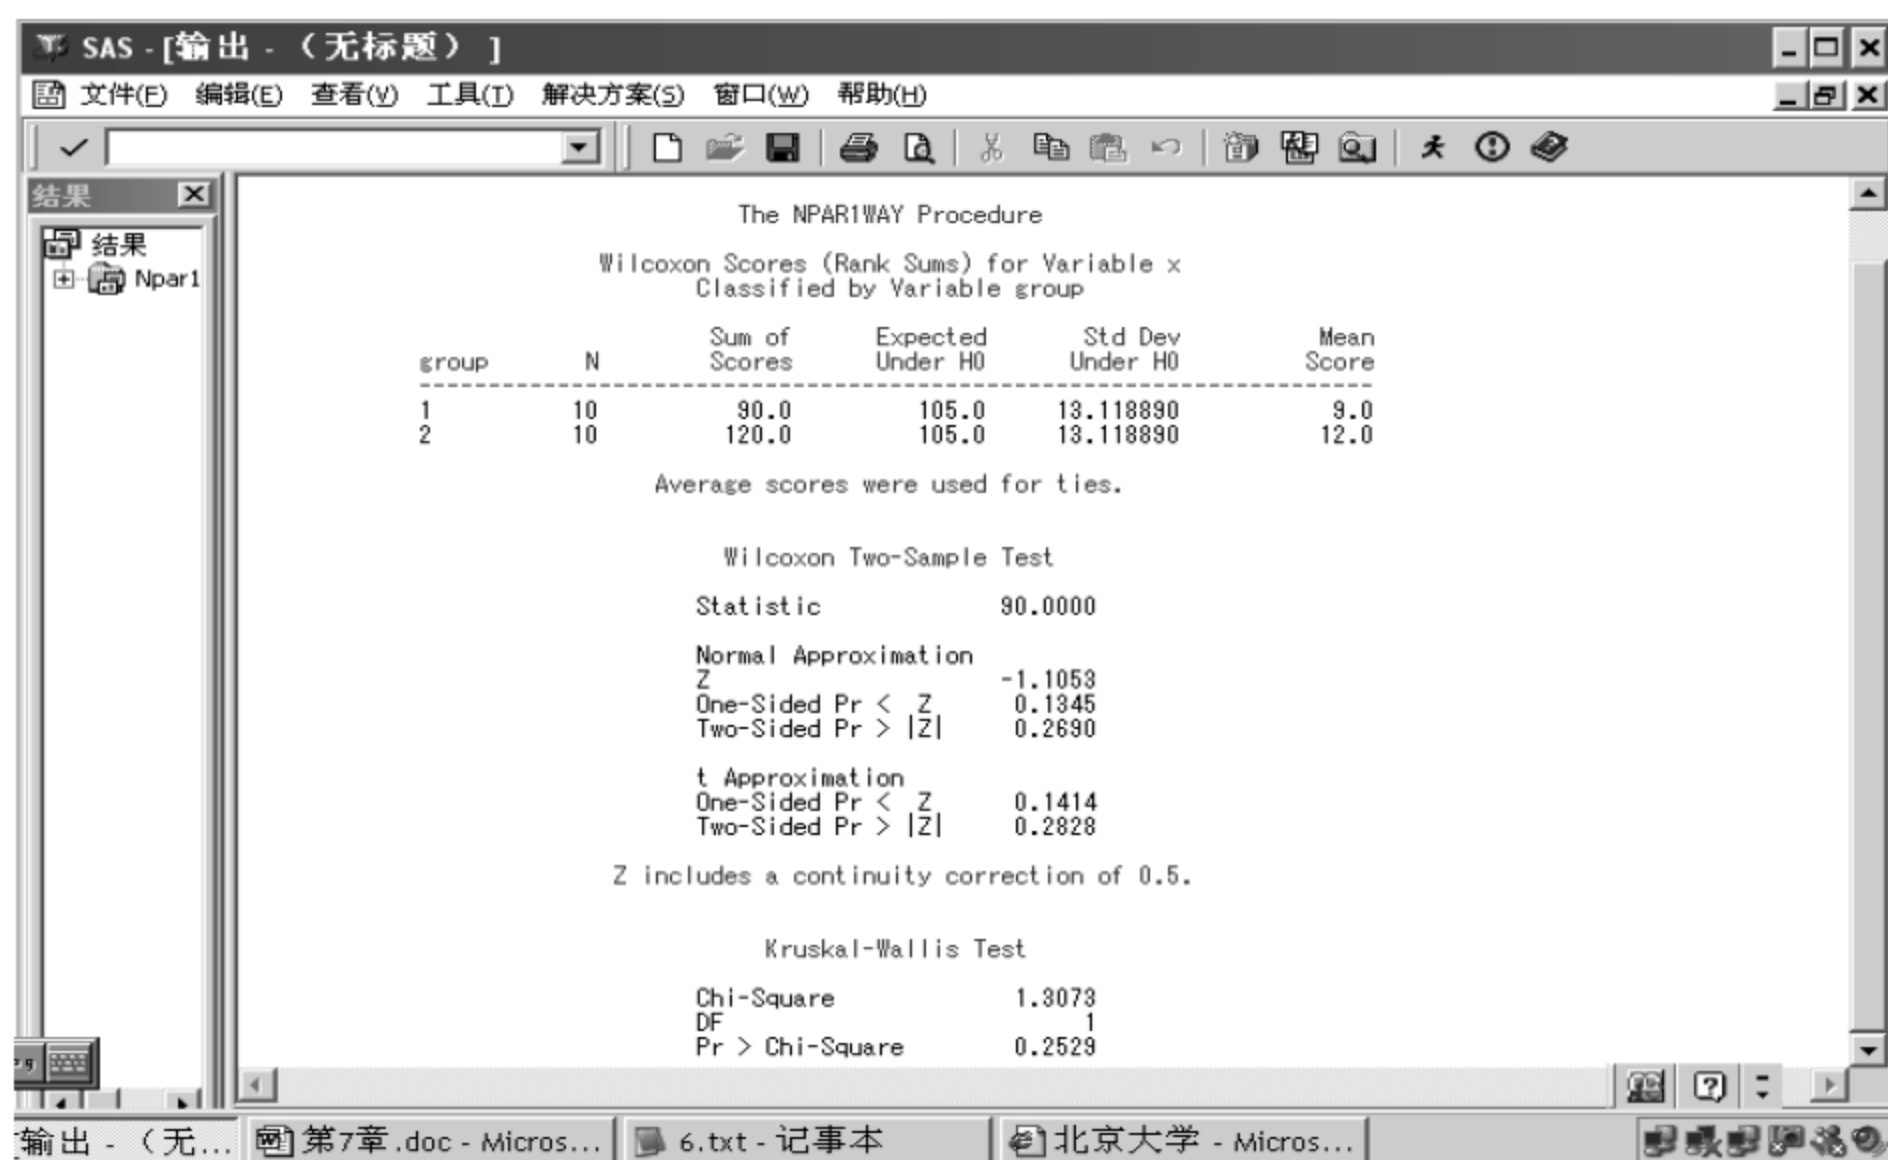 SAS - [输出 - （无标题） ]
文件(F) 编辑(E) 查看(V) 工具(T) 解决方案(S) 窗口(W) 帮助(H)
结果
结果
Npar1
The NPAR1WAY Procedure
Wilcoxon Scores (Rank Sums) for Variable x
Classified by Variable group
Sum of Expected Std Dev Mean
group N Scores Under H0 Under H0 Score
1 10 90.0 105.0 13.118890 9.0
2 10 120.0 105.0 13.118890 12.0
Average scores were used for ties.
Wilcoxon Two-Sample Test
Statistic 90.0000
Normal Approximation
Z -1.1053
One-Sided Pr < Z 0.1345
Two-Sided Pr > |Z| 0.2690
t Approximation
One-Sided Pr < Z 0.1414
Two-Sided Pr > |Z| 0.2828
Z includes a continuity correction of 0.5.
Kruskal-Wallis Test
Chi-Square 1.3073
DF 1
Pr > Chi-Square 0.2529
输出 - （无... 第7章.doc - Micros... 6.txt - 记事本 北京大学 - Micros...